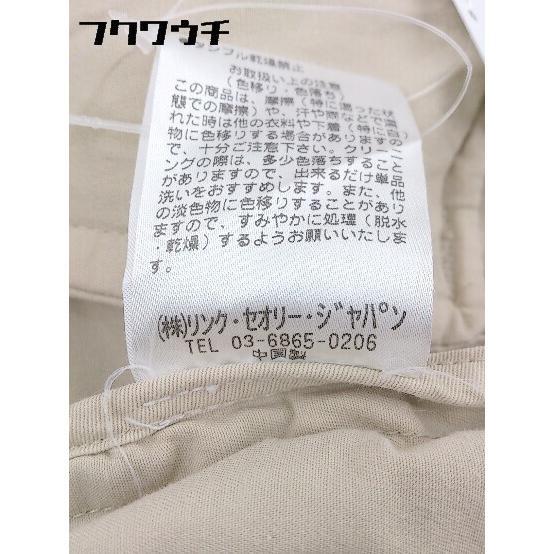 フクワウチ
タンブル乾燥禁止
お取扱い上の注意
(色移り・色落ち)
この商品は、摩擦(特に湿った状
態での摩擦)や、汗や雨などで濡
れた時は他の衣料や下着(特に白
物に色移りする場合がありますの
で、十分ご注意下さい。クリーニ
ングの際は、多少色落ちすること
がありますので、出来るだけ単品
洗いをおすすめします。また、他
の淡色物に色移りすることがあり
ますので、すみやかに処理(脱水
・乾燥)するようお願いいたしま
す。
(株)リンク・セオリー・ジャパン
TEL 03-6865-0206